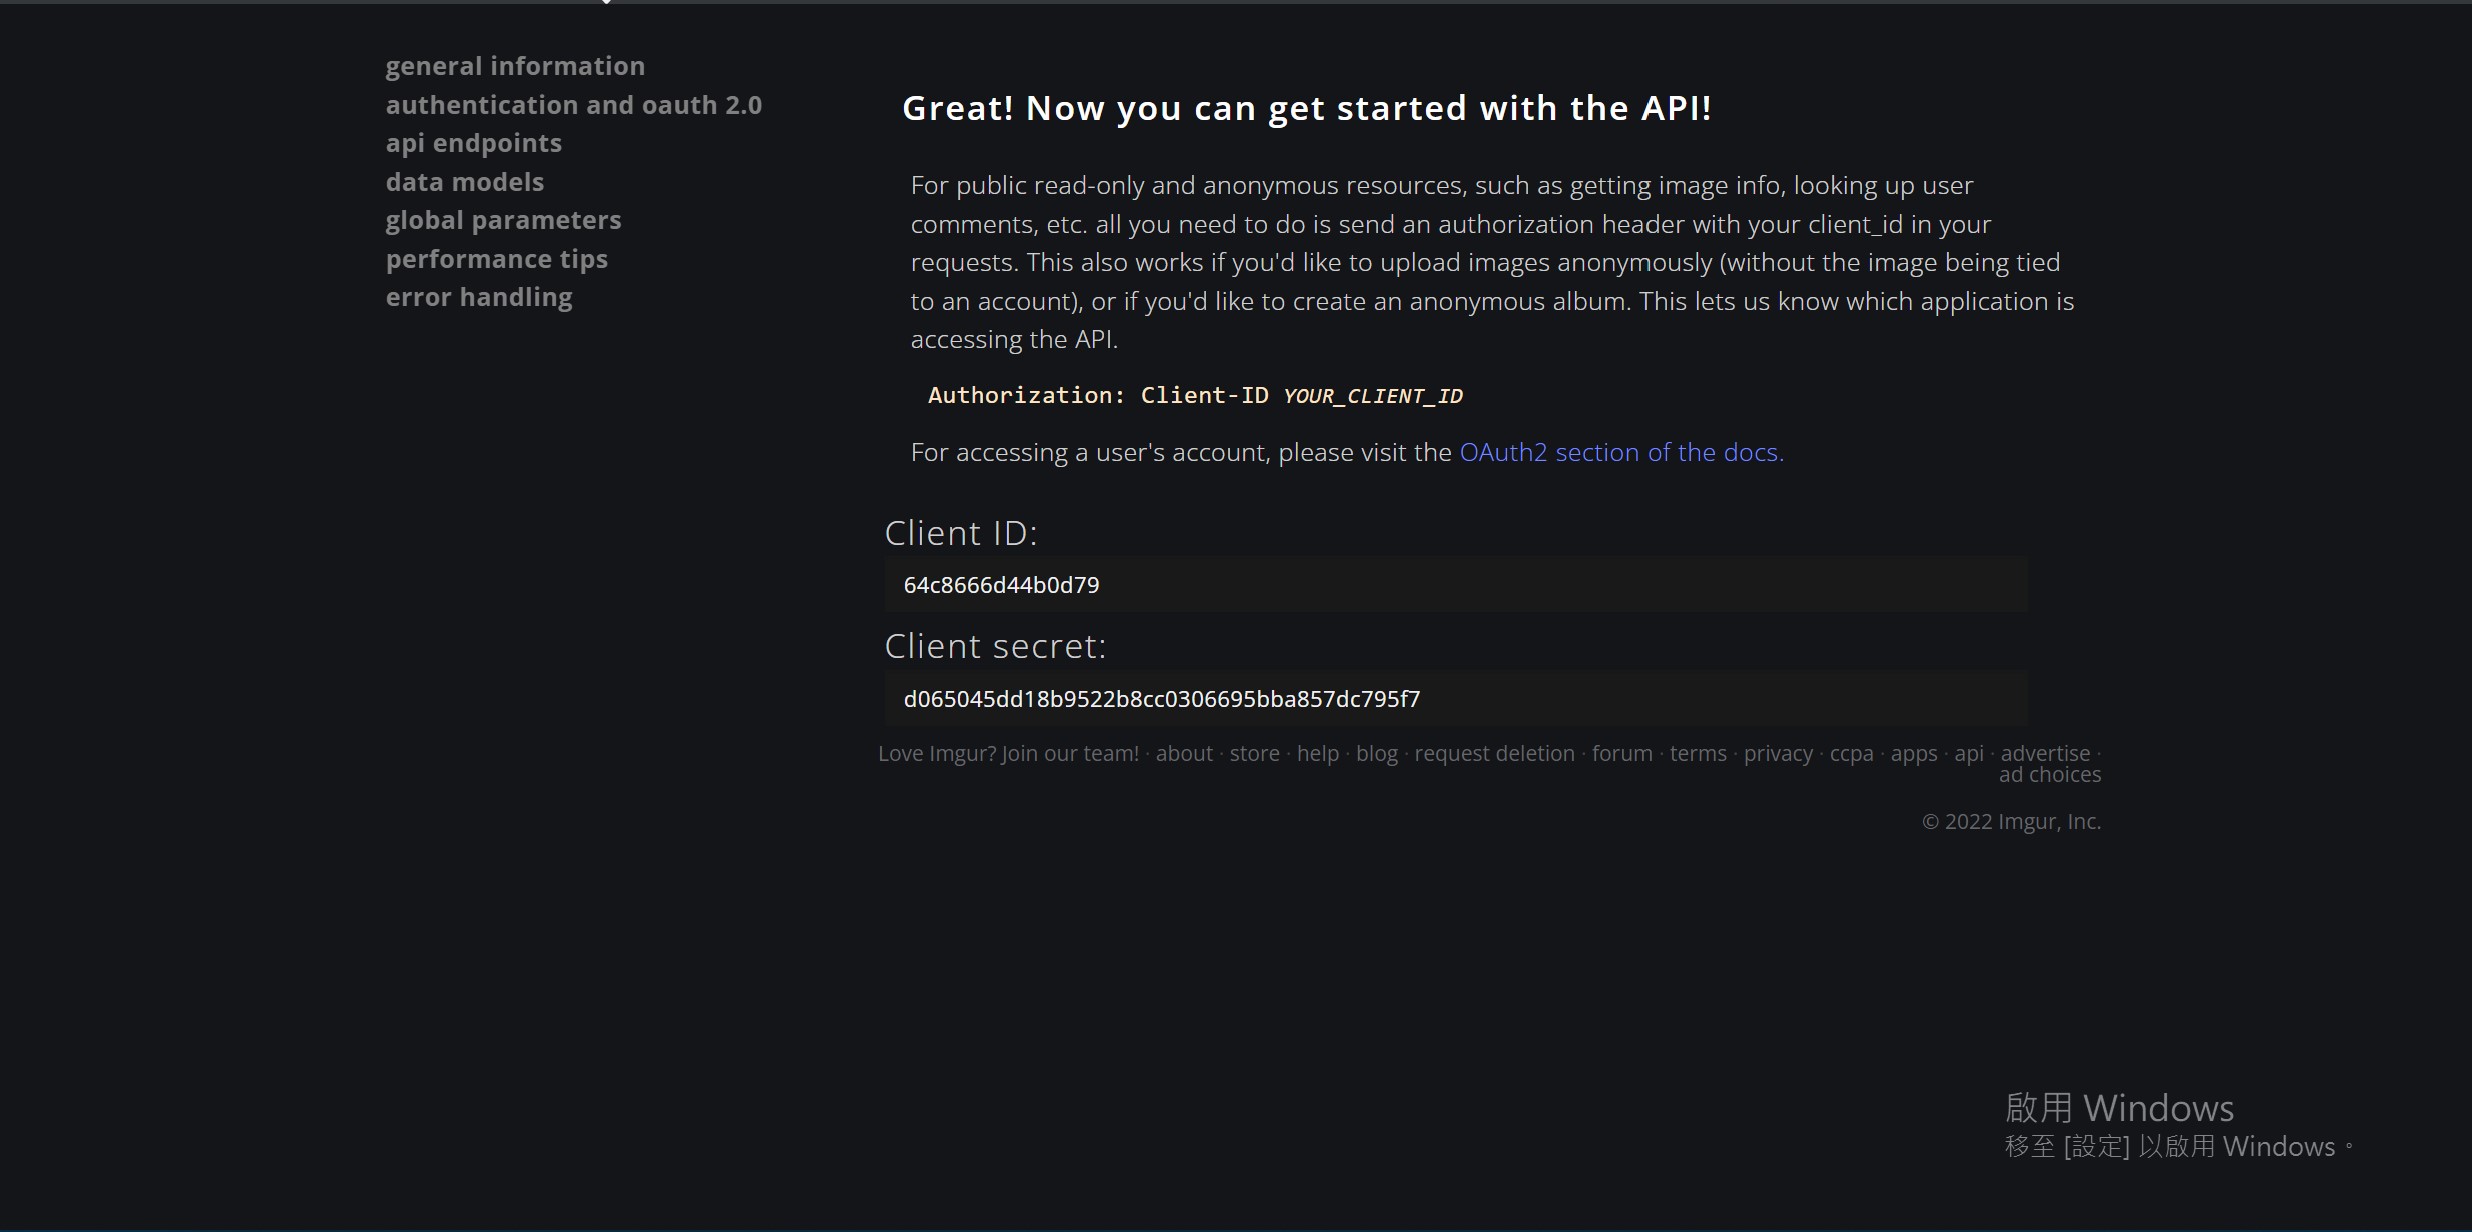 general information
authentication and oauth 2.0
api endpoints
data models
global parameters
performance tips
error handling
Great! Now you can get started with the API!
For public read-only and anonymous resources, such as getting image info, looking up user
comments, etc. all you need to do is send an authorization header with your client_id in your
requests. This also works if you'd like to upload images anonymously (without the image being tied
to an account), or if you'd like to create an anonymous album. This lets us know which application is
accessing the API.
Authorization: Client-ID YOUR_CLIENT_ID
For accessing a user's account, please visit the OAuth2 section of the docs.
Client ID:
64c8666d44b0d79
Client secret:
d065045dd18b9522b8cc0306695bba857dc795f7
Love Imgur? Join our team! · about · store · help · blog · request deletion · forum · terms · privacy · ccpa · apps · api · advertise ·
ad choices
© 2022 Imgur, Inc.
啟用 Windows
移至 [設定] 以啟用 Windows。